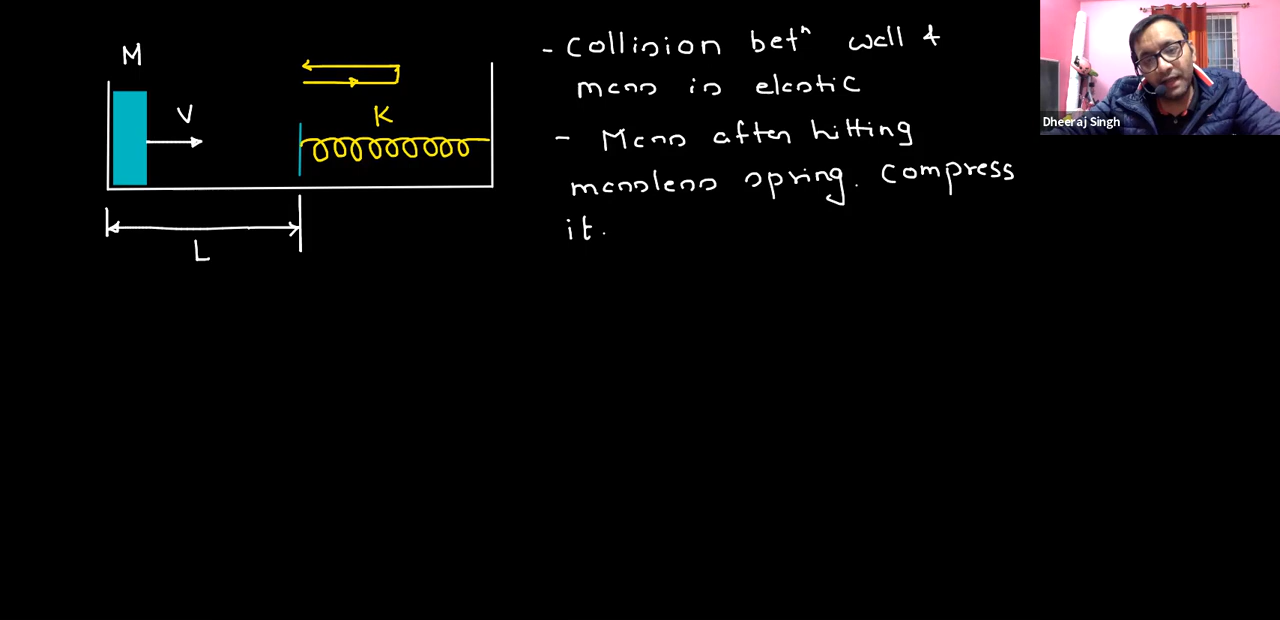 M
V
K
L
- Collision betⁿ wall &
mass is elastic
- Mass after hitting
massless spring. compress
it.
Dheeraj Singh